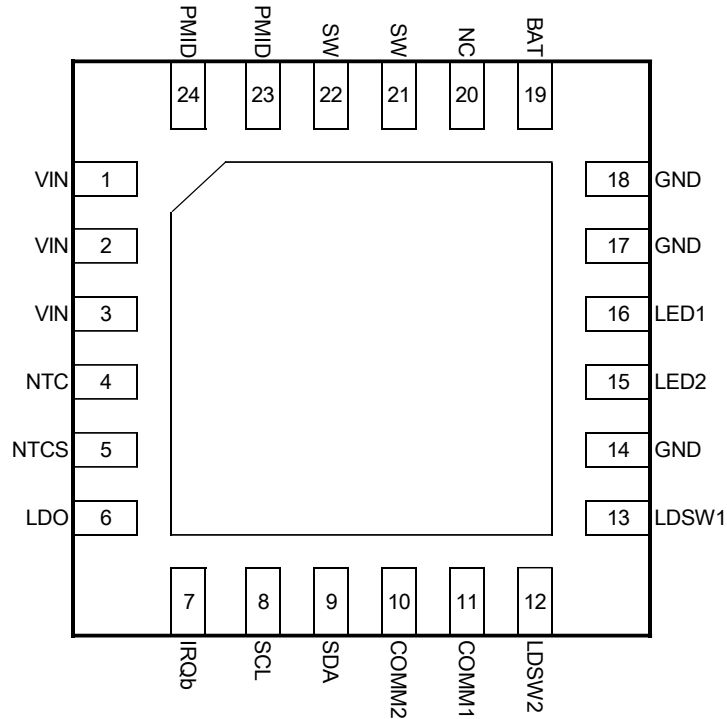 PMID PMID SW SW NC BAT
24 23 22 21 20 19
VIN 1 18 GND
VIN 2 17 GND
VIN 3 16 LED1
NTC 4 15 LED2
NTCS 5 14 GND
LDO 6 13 LDSW1
7 8 9 10 11 12
IRQb SCL SDA COMM2 COMM1 LDSW2